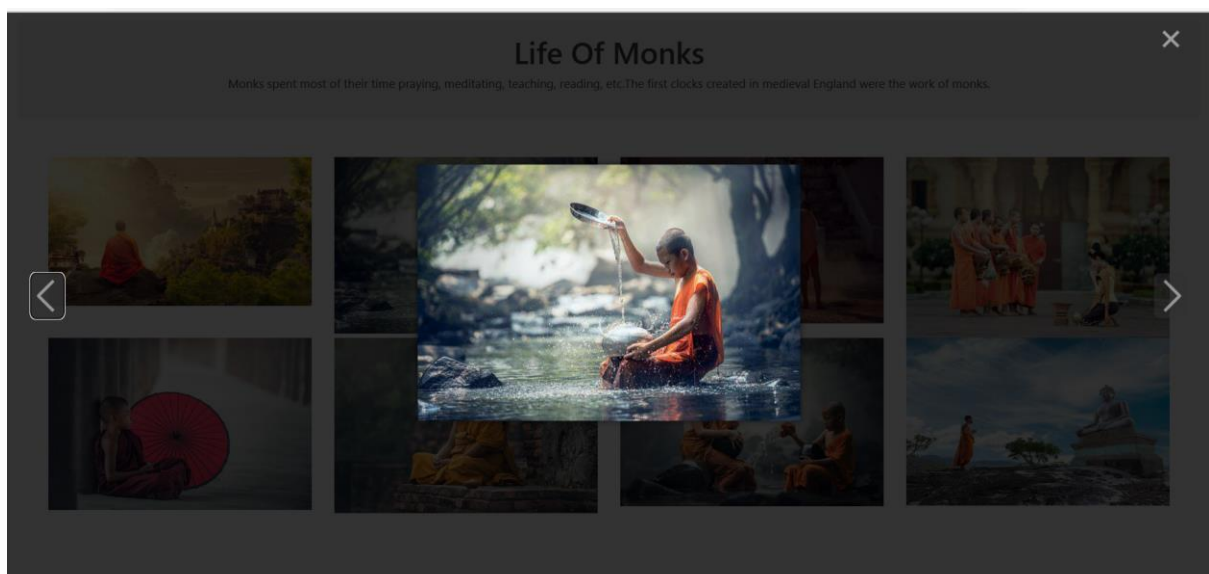 Life Of Monks
Monks spent most of their time praying, meditating, teaching, reading, etc.The first clocks created in medieval England were the work of monks.